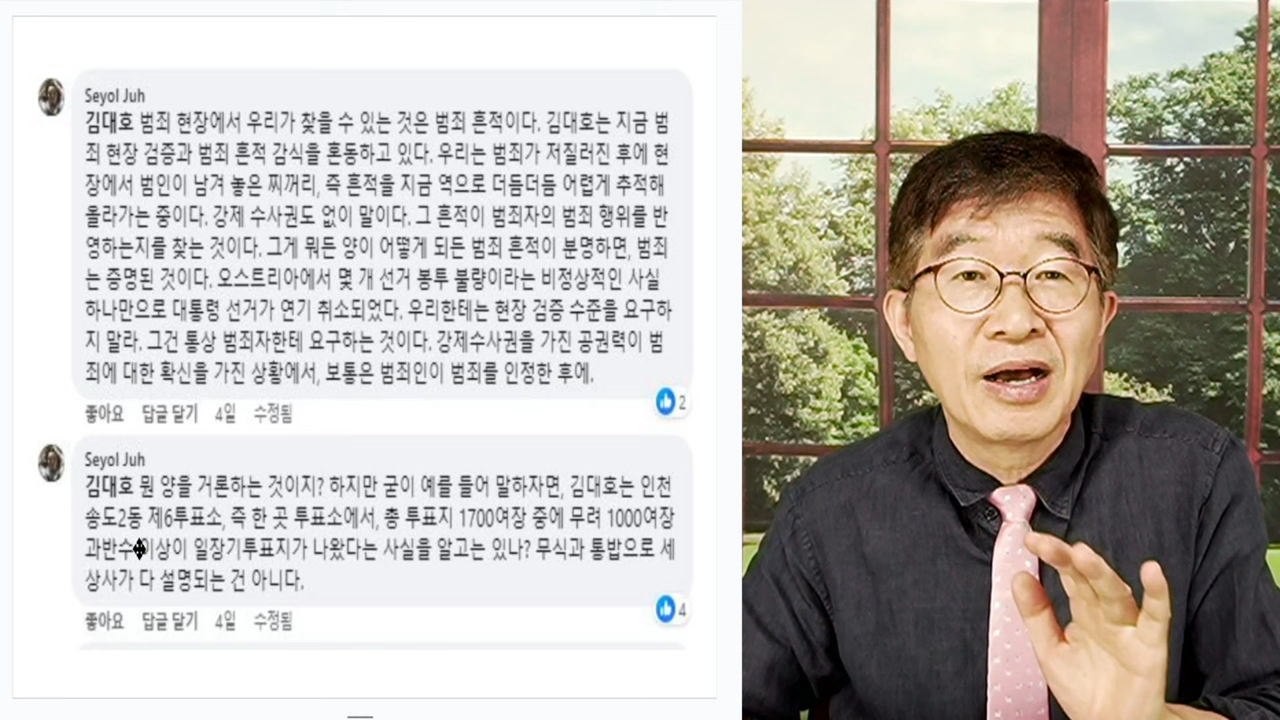 Seyol Juh
김대호 범죄 현장에서 우리가 찾을 수 있는 것은 범죄 흔적이다. 김대호는 지금 범
죄 현장 검증과 범죄 흔적 감식을 혼동하고 있다. 우리는 범죄가 저질러진 후에 현
장에서 범인이 남겨 놓은 찌꺼리, 즉 흔적을 지금 역으로 더듬더듬 어렵게 추적해
올라가는 중이다. 강제 수사권도 없이 말이다. 그 흔적이 범죄자의 범죄 행위를 반
영하는지를 찾는 것이다. 그게 뭐든 양이 어떻게 되든 범죄 흔적이 분명하면, 범죄
는 증명된 것이다. 오스트리아에서 몇 개 선거 봉투 불량이라는 비정상적인 사실
하나만으로 대통령 선거가 연기 취소되었다. 우리한테는 현장 검증 수준을 요구하
지 말라. 그건 통상 범죄자한테 요구하는 것이다. 강제수사권을 가진 공권력이 범
죄에 대한 확신을 가진 상황에서, 보통은 범죄인이 범죄를 인정한 후에.
2
좋아요 답글 달기 4일 수정됨
Seyol Juh
김대호 뭔 양을 거론하는 것이지? 하지만 굳이 예를 들어 말하자면, 김대호는 인천
송도2동 제6투표소, 즉 한 곳 투표소에서, 총 투표지 1700여장 중에 무려 1000여장
과반수 이상이 일장기투표지가 나왔다는 사실을 알고는 있나? 무식과 통밥으로 세
상사가 다 설명되는 건 아니다.
4
좋아요 답글 달기 4일 수정됨